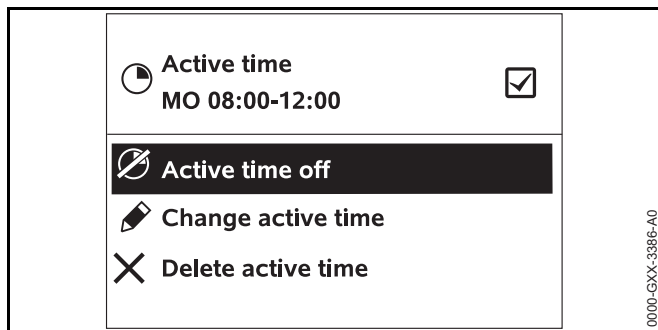 Active time
MO 08:00-12:00
Active time off
Change active time
Delete active time
0000-GXX-3386-A0